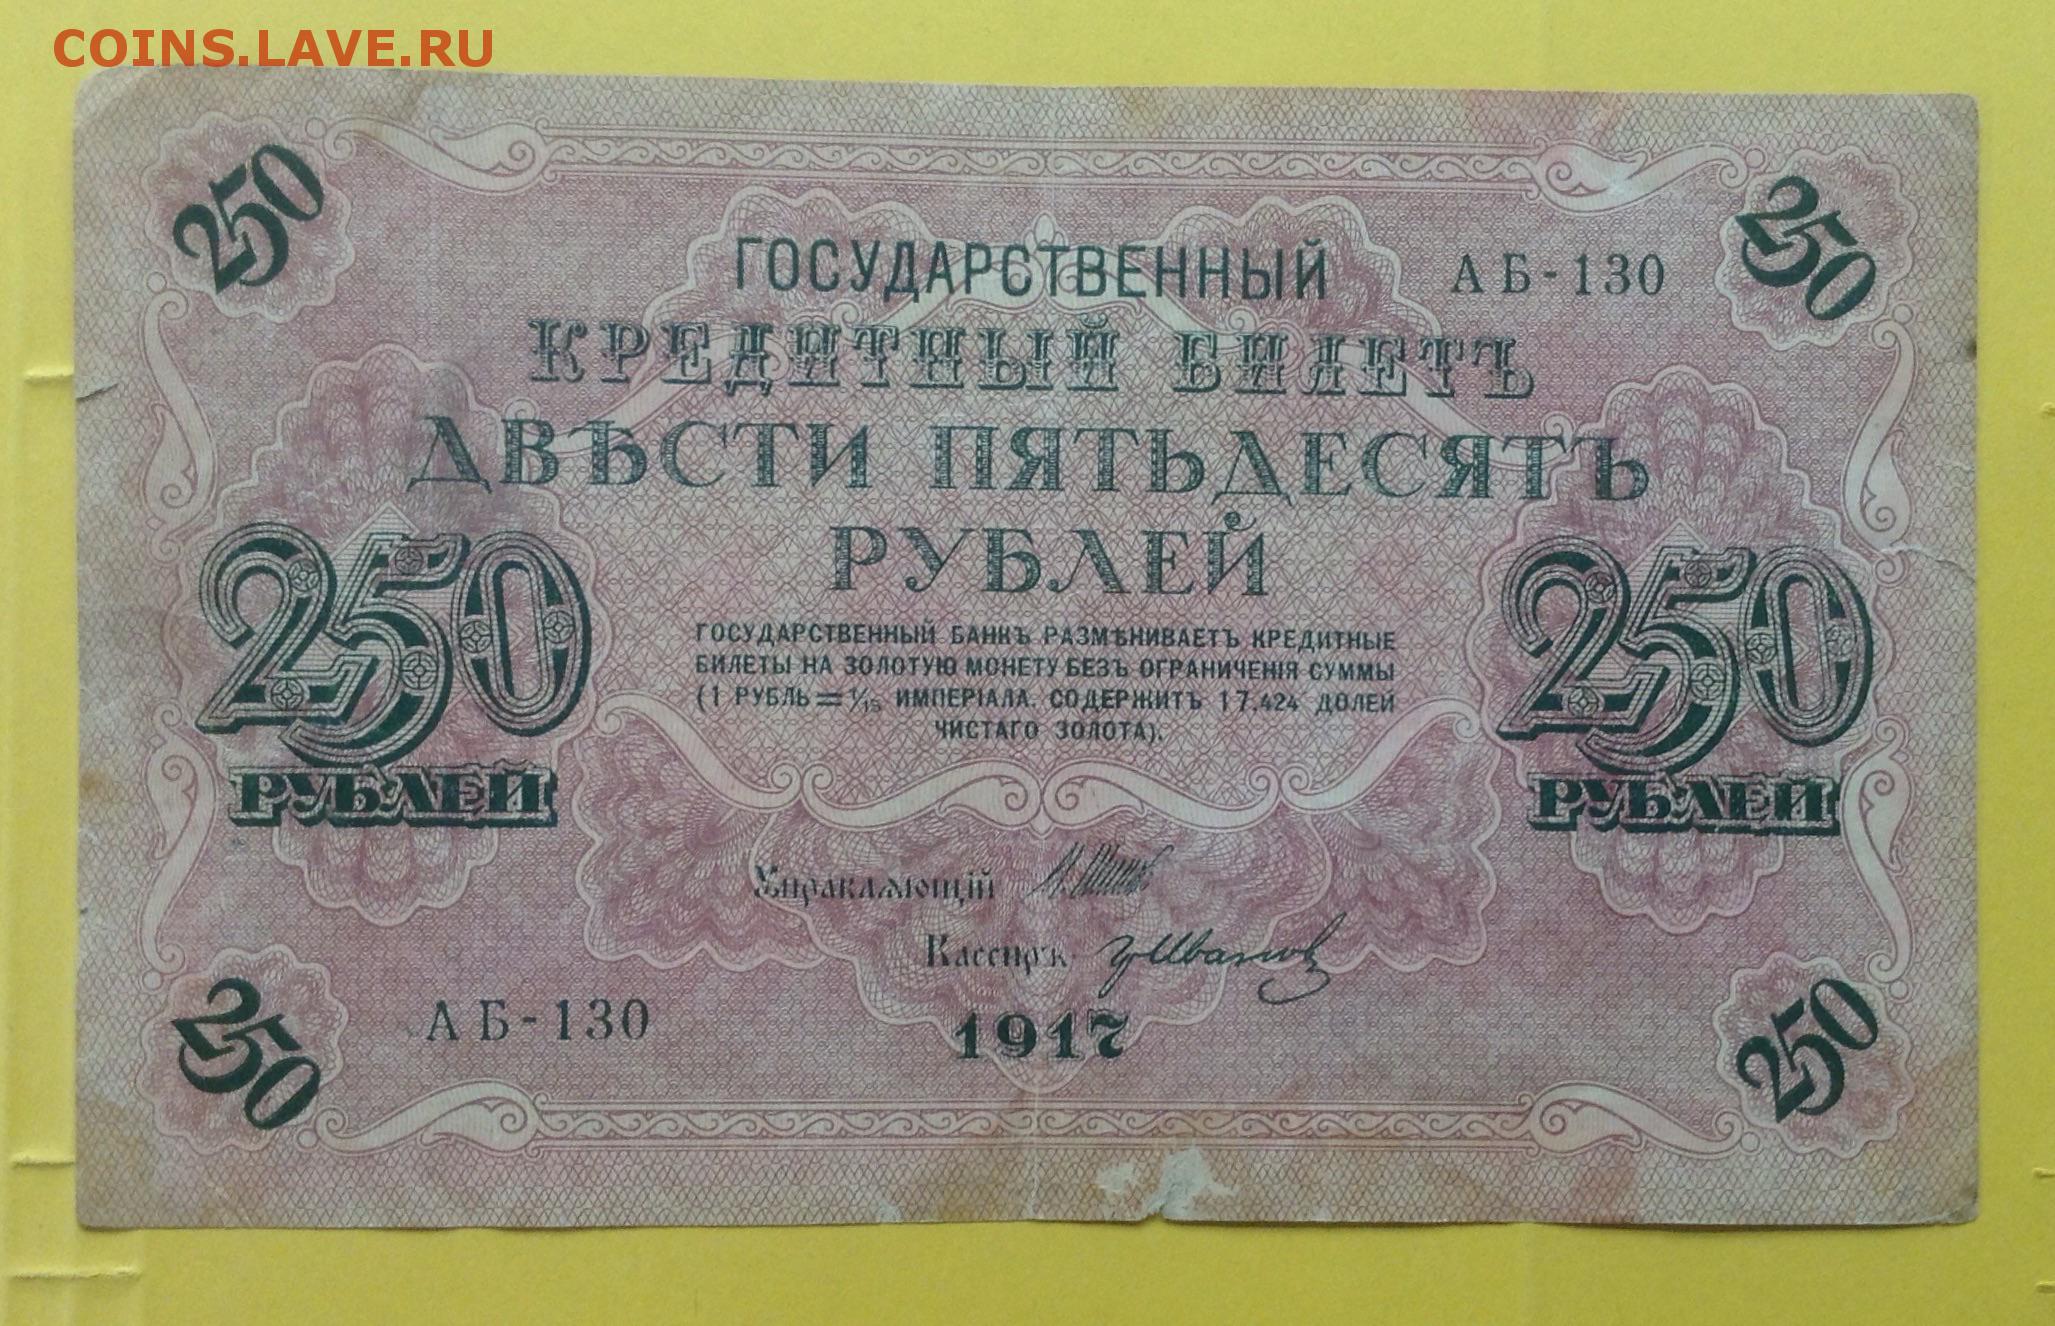 COINS.LAVE.RU
250
250
ГОСУДАРСТВЕННЫЙ
АБ-130
КРЕДИТНЫЙ БИЛЕТЪ
ДВѢСТИ ПЯТЬДЕСЯТЪ
РУБЛЕЙ
250
РУБЛЕЙ
ГОСУДАРСТВЕННЫЙ БАНКЪ РАЗМѢНИВАЕТЪ КРЕДИТНЫЕ
БИЛЕТЫ НА ЗОЛОТУЮ МОНЕТУ БЕЗЪ ОГРАНИЧЕНІЯ СУММЫ
(1 РУБЛЬ = 1/15 ИМПЕРІАЛА. СОДЕРЖИТЪ 17.424 ДОЛЕЙ
ЧИСТАГО ЗОЛОТА).
250
РУБЛЕЙ
Управляющій
Кассиръ
АБ-130
1917
250
250